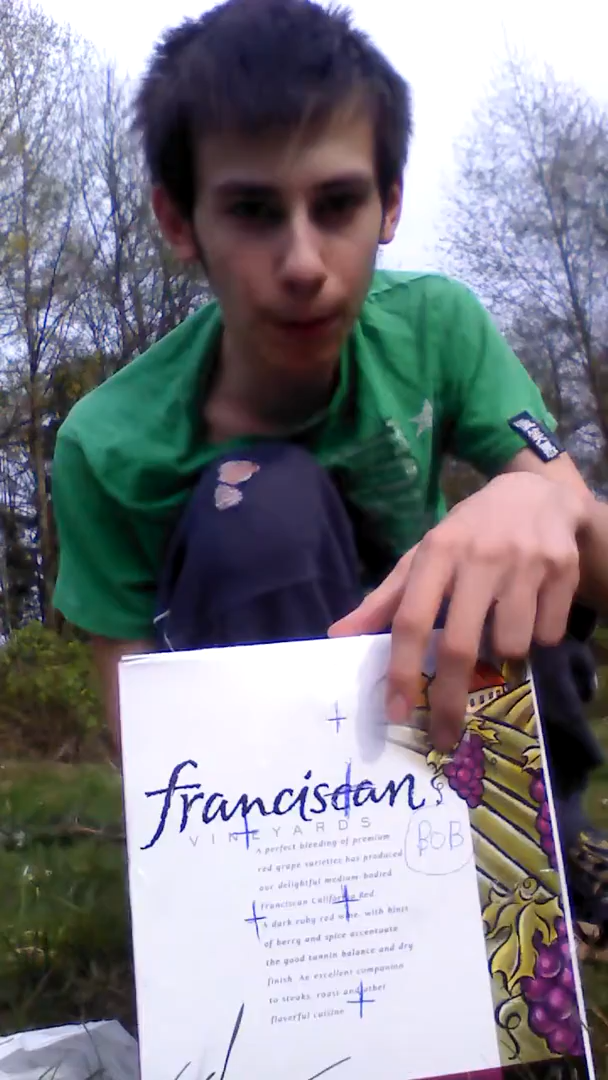 franciscan
VINEYARDS
BOB
A perfect blending of premium
red grape varieties has produced
our delightful medium-bodied
Franciscan California Red.
A dark ruby red wine, with hints
of berry and spice accentuate
the good tannin balance and dry
finish. An excellent companion
to steaks, roast and other
flavorful cuisine.